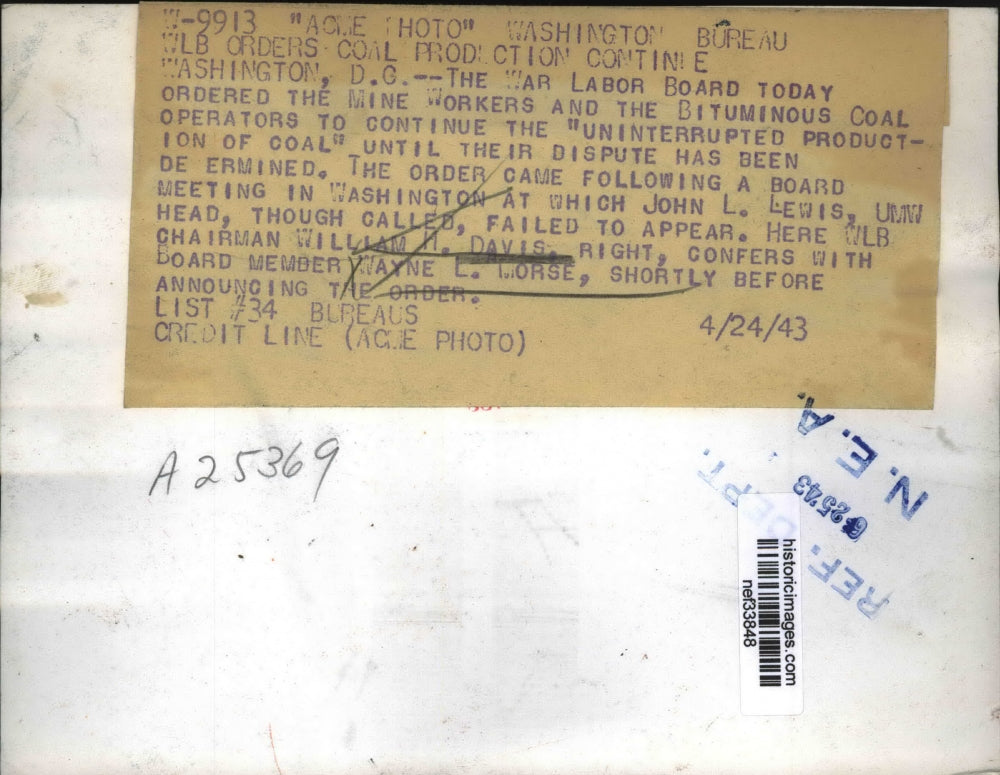 W-9913 "ACME PHOTO" WASHINGTON BUREAU
WLB ORDERS COAL PRODUCTION CONTINUE
WASHINGTON, D.C.--THE WAR LABOR BOARD TODAY
ORDERED THE MINE WORKERS AND THE BITUMINOUS COAL
OPERATORS TO CONTINUE THE "UNINTERRUPTED PRODUCT-
ION OF COAL" UNTIL THEIR DISPUTE HAS BEEN
DE ERMINED. THE ORDER CAME FOLLOWING A BOARD
MEETING IN WASHINGTON AT WHICH JOHN L. LEWIS, UMW
HEAD, THOUGH CALLED, FAILED TO APPEAR. HERE WLB
CHAIRMAN WILLIAM H. DAVIS, RIGHT, CONFERS WITH
BOARD MEMBER WAYNE L. MORSE, SHORTLY BEFORE
ANNOUNCING THE ORDER.
LIST #34 BUREAUS 4/24/43
CREDIT LINE (ACME PHOTO)
A25369
N. E. A.
6 25 43
REF. DEPT.
historicimages.com
nef33848